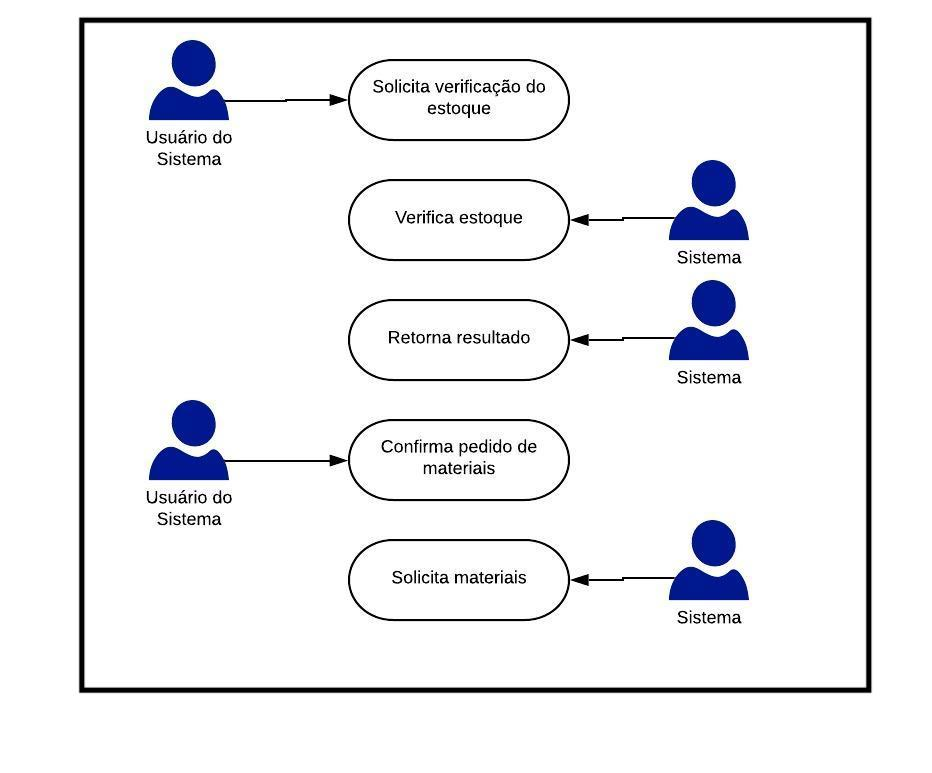 Solicita verificação do
estoque
Usuário do
Sistema
Verifica estoque
Sistema
Retorna resultado
Sistema
Confirma pedido de
materiais
Usuário do
Sistema
Solicita materiais
Sistema